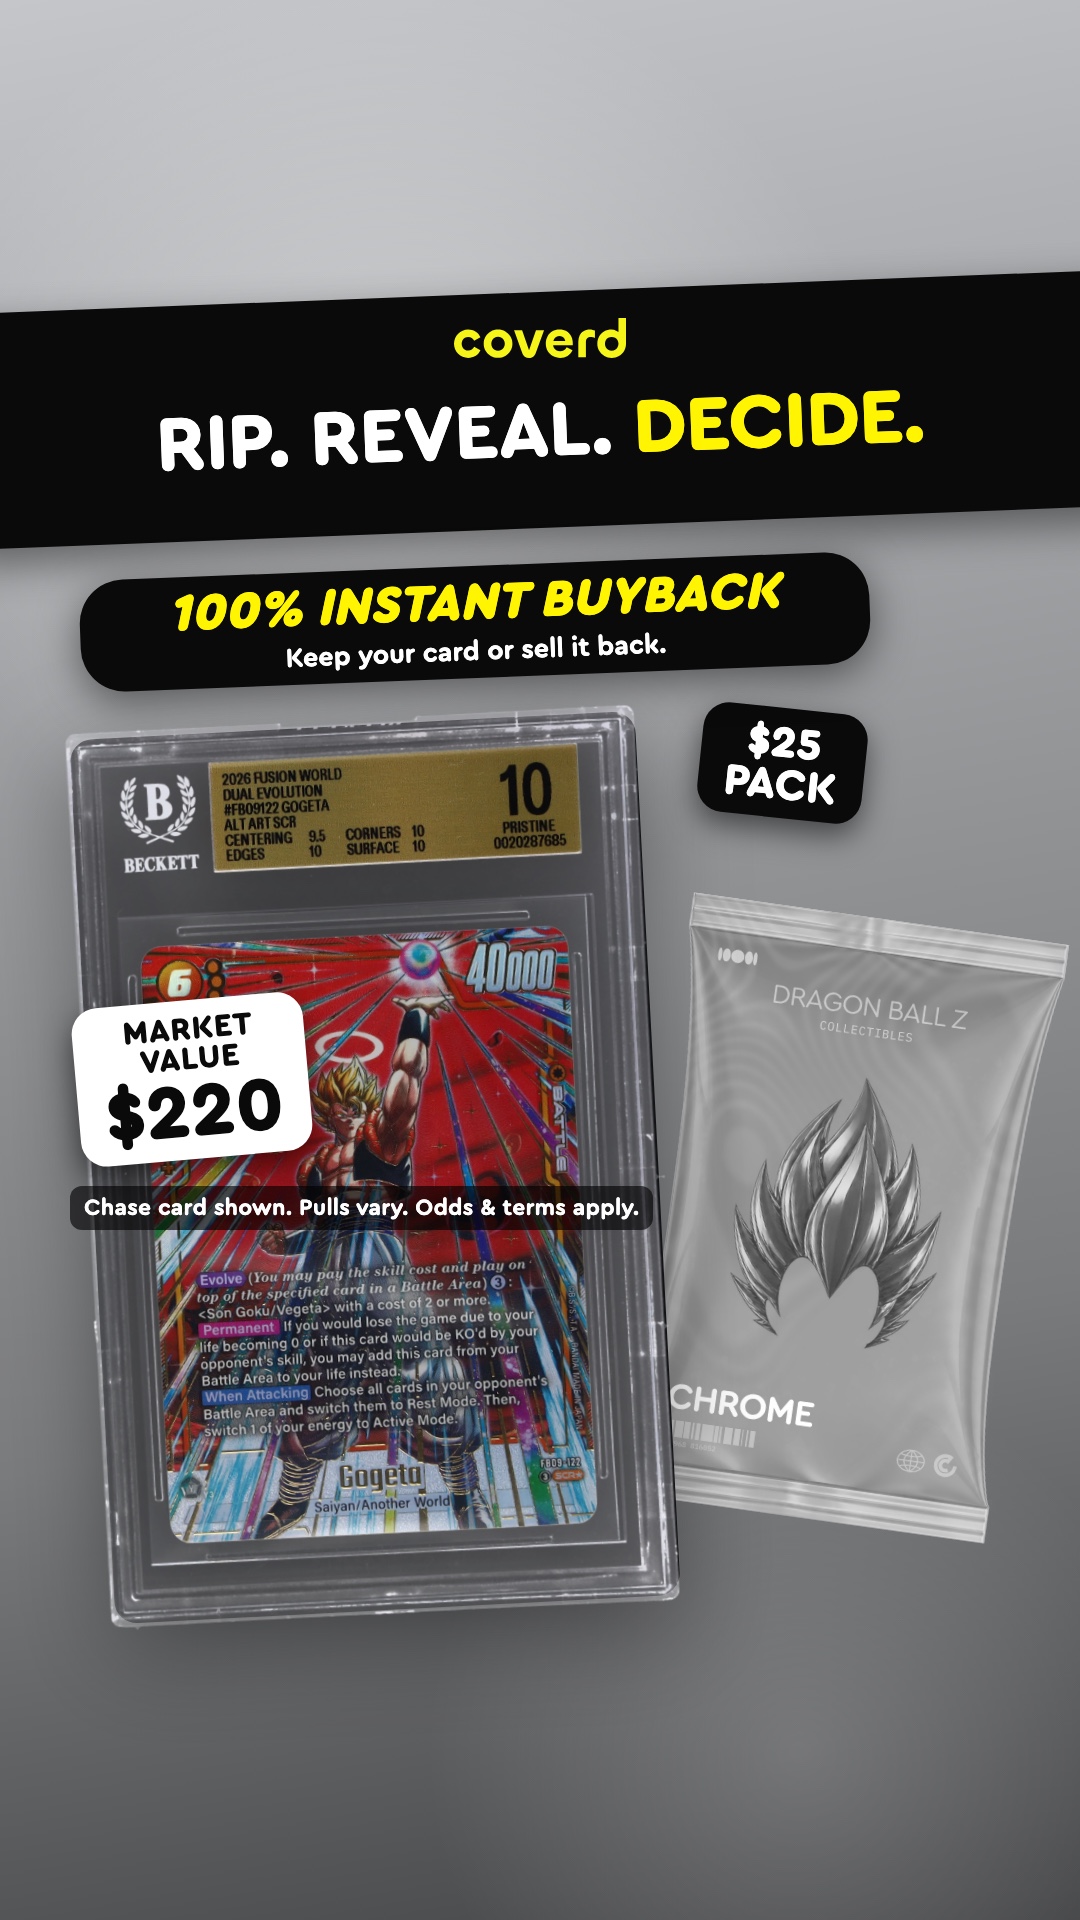 coverd
RIP. REVEAL. DECIDE.
100% INSTANT BUYBACK
Keep your card or sell it back.
$25
PACK
B
BECKETT
2026 FUSION WORLD
DUAL EVOLUTION
#FB09122 GOGETA
ALT ART SCR
CENTERING 9.5 CORNERS 10
EDGES 10 SURFACE 10
10
PRISTINE
0020287685
6
40000
BATTLE
MARKET
VALUE
$220
Chase card shown. Pulls vary. Odds & terms apply.
Evolve (You may pay the skill cost and play on
top of the specified card in a Battle Area) 3 :
<Son Goku/Vegeta> with a cost of 2 or more.
Permanent If you would lose the game due to your
life becoming 0 or if this card would be KO'd by your
opponent's skill, you may add this card from your
Battle Area to your life instead.
When Attacking Choose all cards in your opponent's
Battle Area and switch them to Rest Mode. Then,
switch 1 of your energy to Active Mode.
Gogeta
Saiyan/Another World
FB09-122
SCR★
DRAGON BALL Z
COLLECTIBLES
CHROME